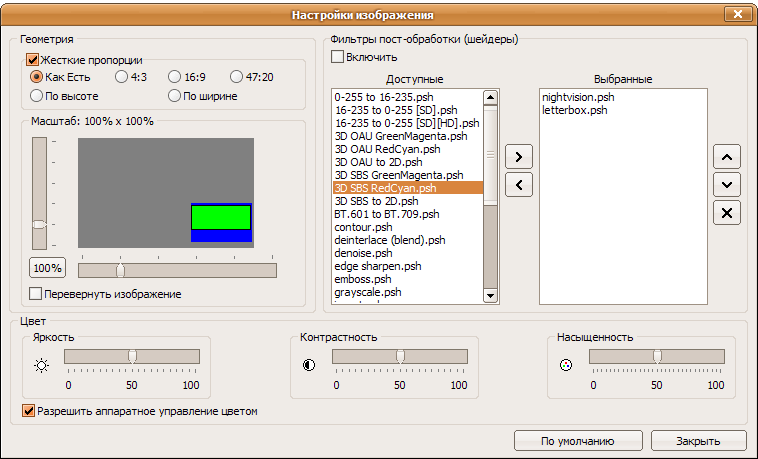 Настройки изображения
Геометрия
Жесткие пропорции
Как Есть 4:3 16:9 47:20
По высоте По ширине
Масштаб: 100% x 100%
100%
Перевернуть изображение
Фильтры пост-обработки (шейдеры)
Включить
Доступные
0-255 to 16-235.psh
16-235 to 0-255 [SD].psh
16-235 to 0-255 [SD][HD].psh
3D OAU GreenMagenta.psh
3D OAU RedCyan.psh
3D OAU to 2D.psh
3D SBS GreenMagenta.psh
3D SBS RedCyan.psh
3D SBS to 2D.psh
BT.601 to BT.709.psh
contour.psh
deinterlace (blend).psh
denoise.psh
edge sharpen.psh
emboss.psh
grayscale.psh
Выбранные
nightvision.psh
letterbox.psh
Цвет
Яркость
0 50 100
Контрастность
0 50 100
Насыщенность
0 50 100
Разрешить аппаратное управление цветом
По умолчанию Закрыть